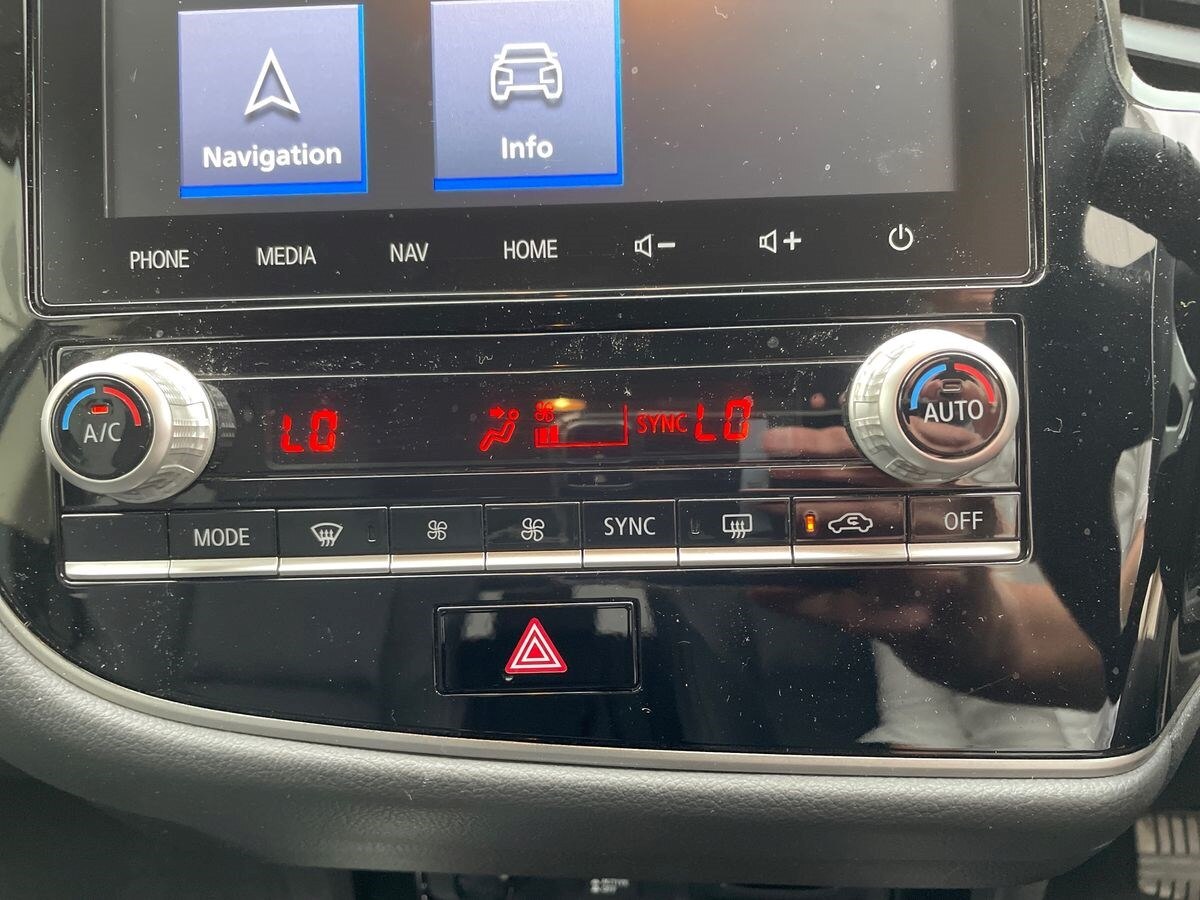 Navigation
Info
PHONE MEDIA NAV HOME
A/C LO SYNC LO AUTO
MODE SYNC OFF